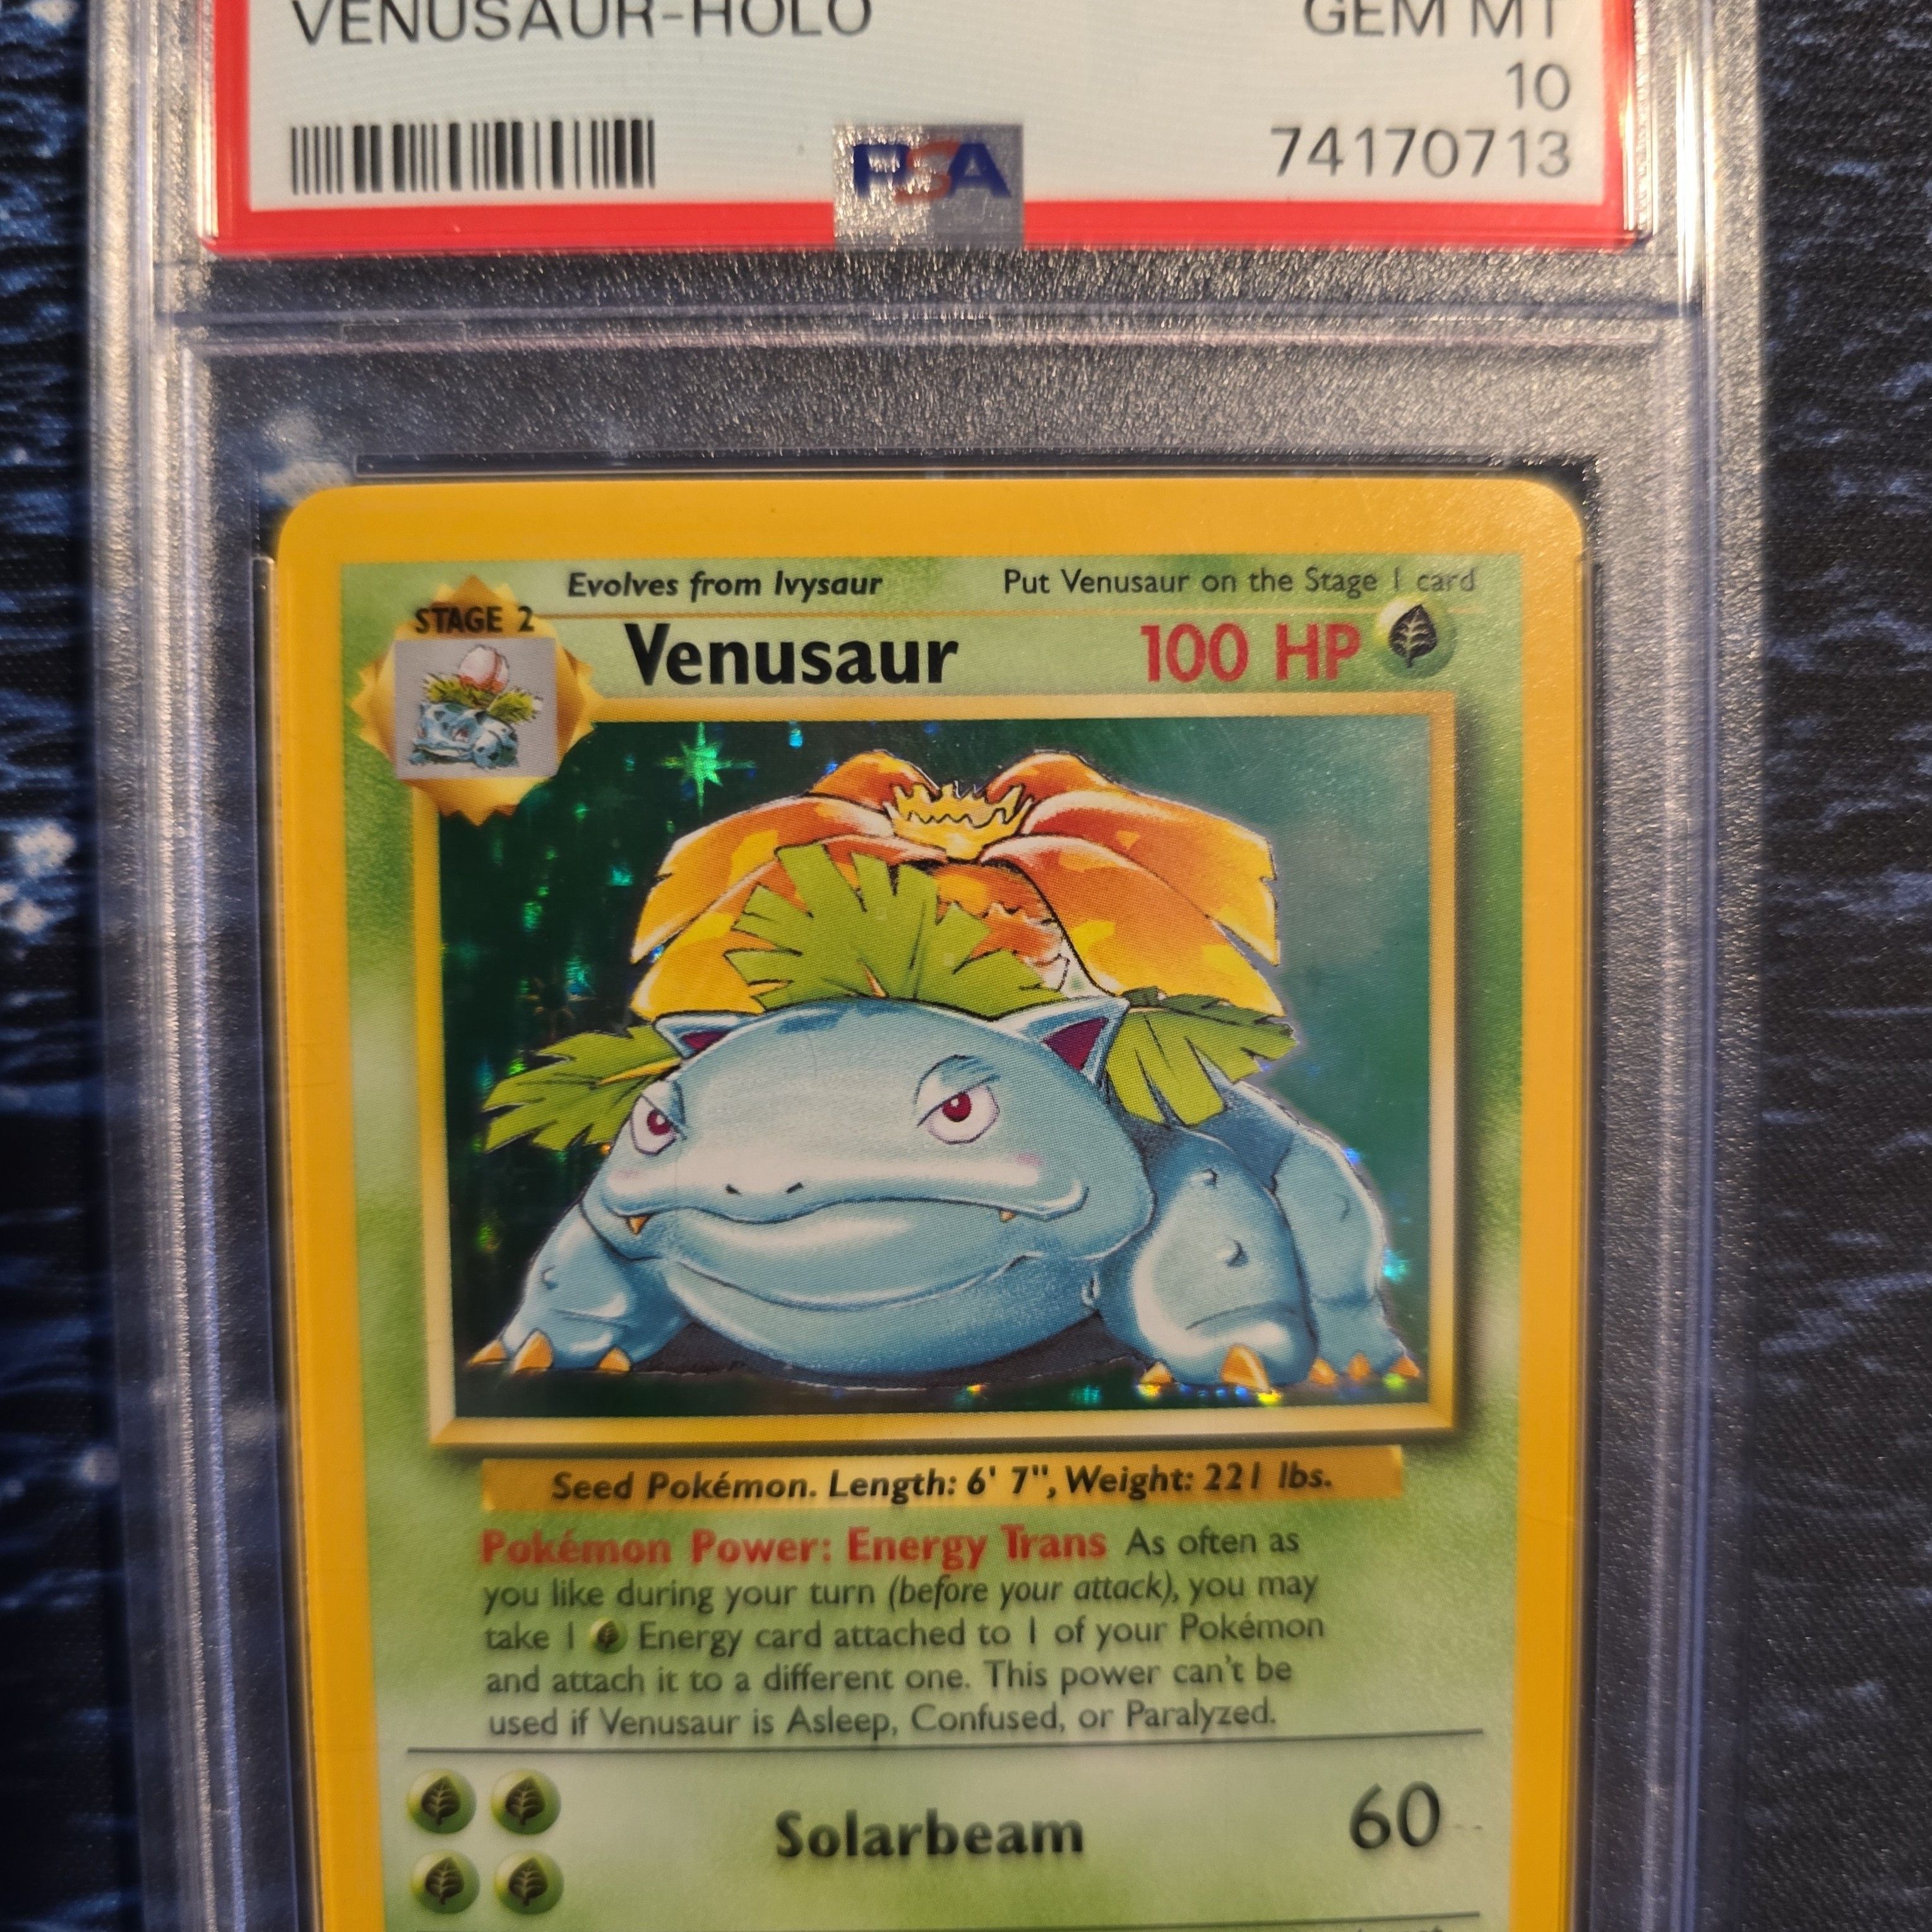 VENUSAUR-HOLO GEM MT
10
PSA 74170713
Evolves from Ivysaur Put Venusaur on the Stage 1 card
STAGE 2
Venusaur 100 HP
Seed Pokémon. Length: 6' 7", Weight: 221 lbs.
Pokémon Power: Energy Trans As often as
you like during your turn (before your attack), you may
take 1 Energy card attached to 1 of your Pokémon
and attach it to a different one. This power can't be
used if Venusaur is Asleep, Confused, or Paralyzed.
Solarbeam 60